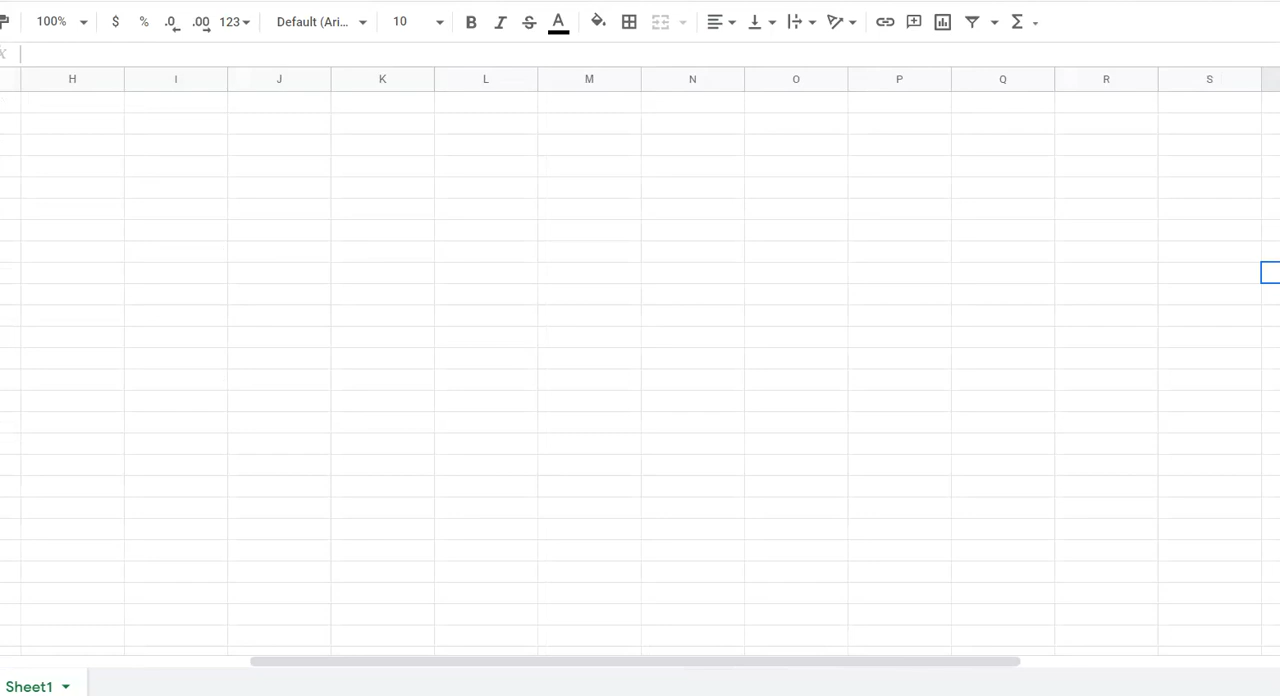 100% $ % .0 .00 123 Default (Ari... 10 B I S A Σ
H I J K L M N O P Q R S
Sheet1